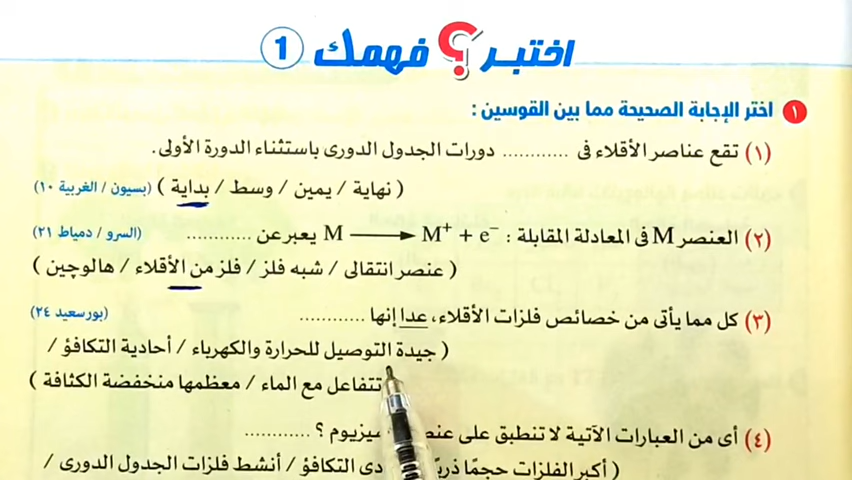 اختبر ؟ فهمك 1
١ اختر الإجابة الصحيحة مما بين القوسين :
(١) تقع عناصر الأقلاء فى ............ دورات الجدول الدورى باستثناء الدورة الأولى.
( نهاية / يمين / وسط / بداية ) (بسيون / الغربية ١٠)
(٢) العنصر M فى المعادلة المقابلة : M ⟶ M⁺ + e⁻ يعبر عن ............ (السرو / دمياط ٢١)
( عنصر انتقالى / شبه فلز / فلز من الأقلاء / هالوچين )
(٣) كل مما يأتى من خصائص فلزات الأقلاء، عدا إنها ............ (بورسعيد ٢٤)
( جيدة التوصيل للحرارة والكهرباء / أحادية التكافؤ /
تتفاعل مع الماء / معظمها منخفضة الكثافة )
(٤) أى من العبارات الآتية لا تنطبق على ؟ ............
( أكبر الفلزات حجمًا / التكافؤ / أنشط فلزات الجدول الدورى /